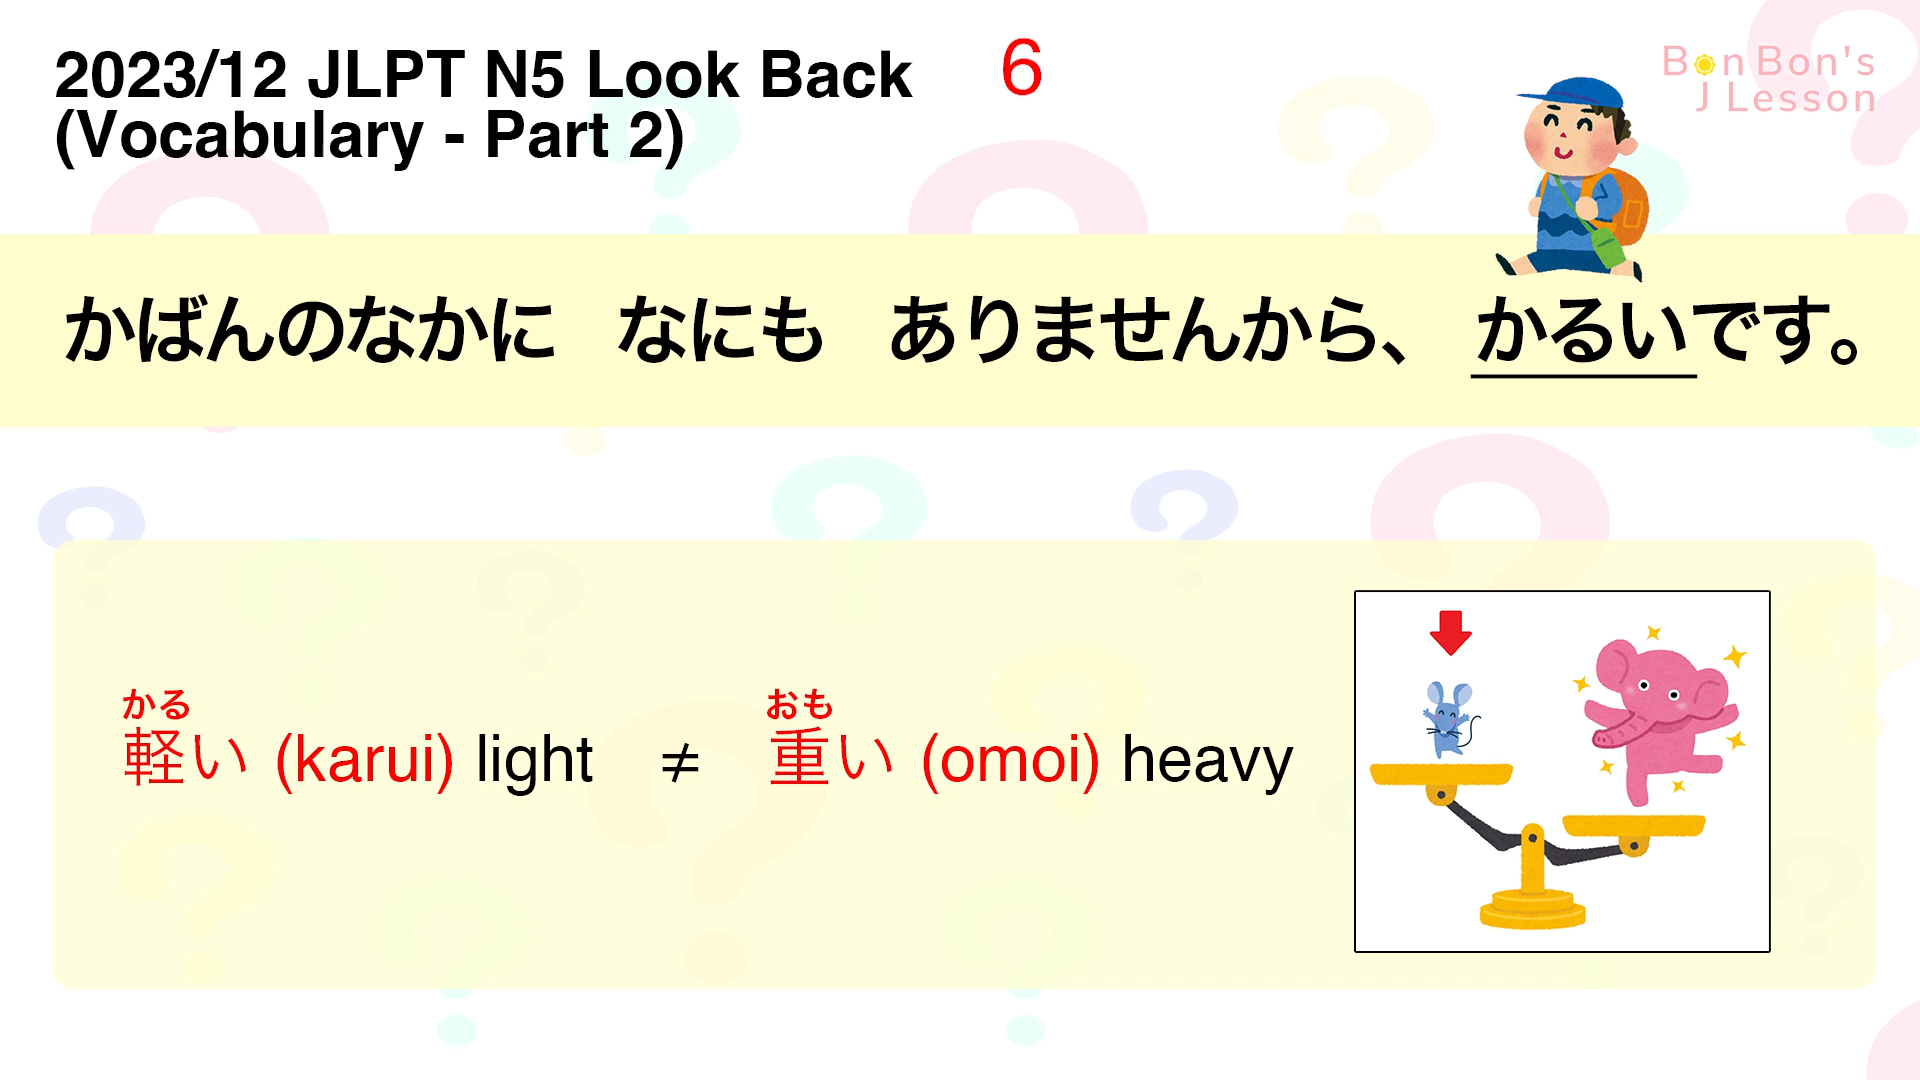 2023/12 JLPT N5 Look Back 6
(Vocabulary - Part 2)
BonBon's
J Lesson
かばんのなかに なにも ありませんから、 かるいです。
かる おも
軽い (karui) light ≠ 重い (omoi) heavy